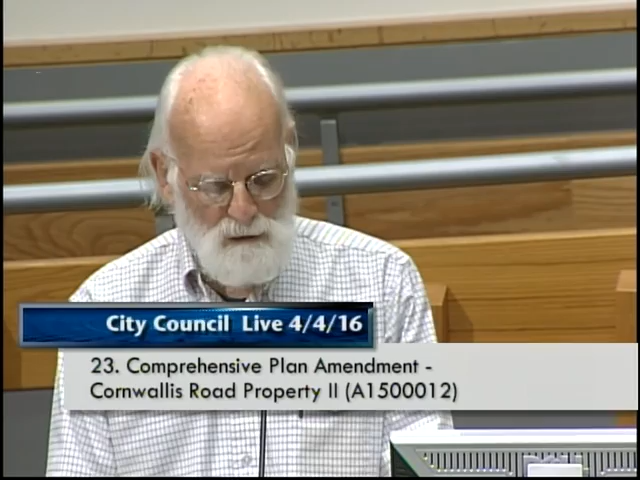 City Council Live 4/4/16
23. Comprehensive Plan Amendment -
Cornwallis Road Property II (A1500012)